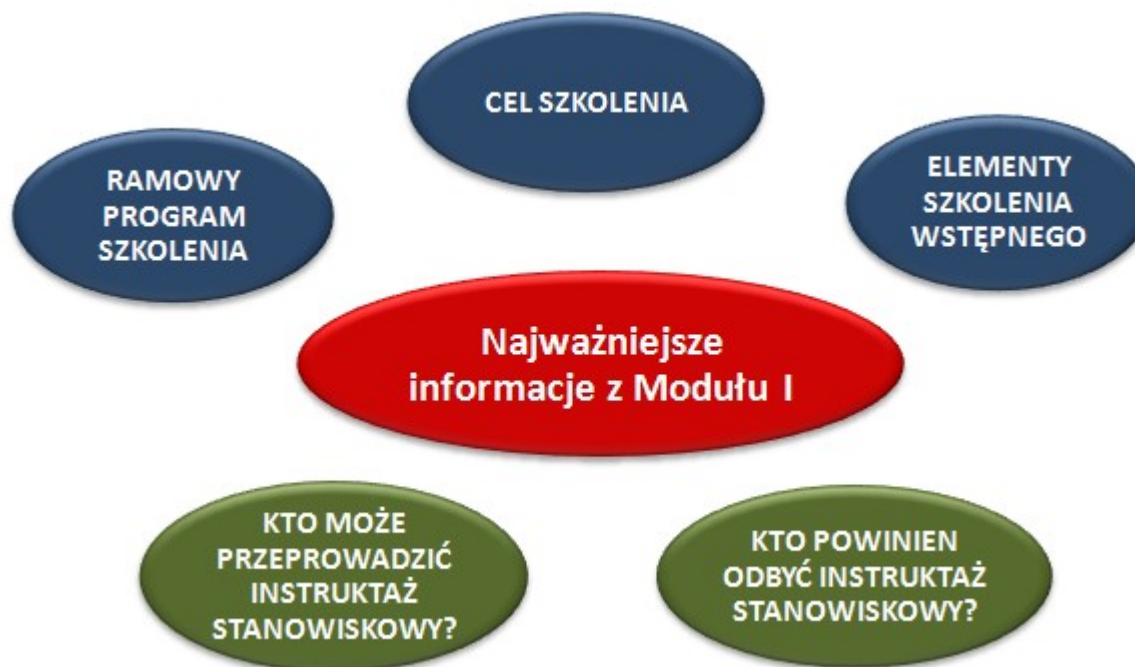 CEL SZKOLENIA
RAMOWY
PROGRAM
SZKOLENIA
ELEMENTY
SZKOLENIA
WSTĘPNEGO
Najważniejsze
informacje z Modułu I
KTO MOŻE
PRZEPROWADZIĆ
INSTRUKTAŻ
STANOWISKOWY?
KTO POWINIEN
ODBYĆ INSTRUKTAŻ
STANOWISKOWY?